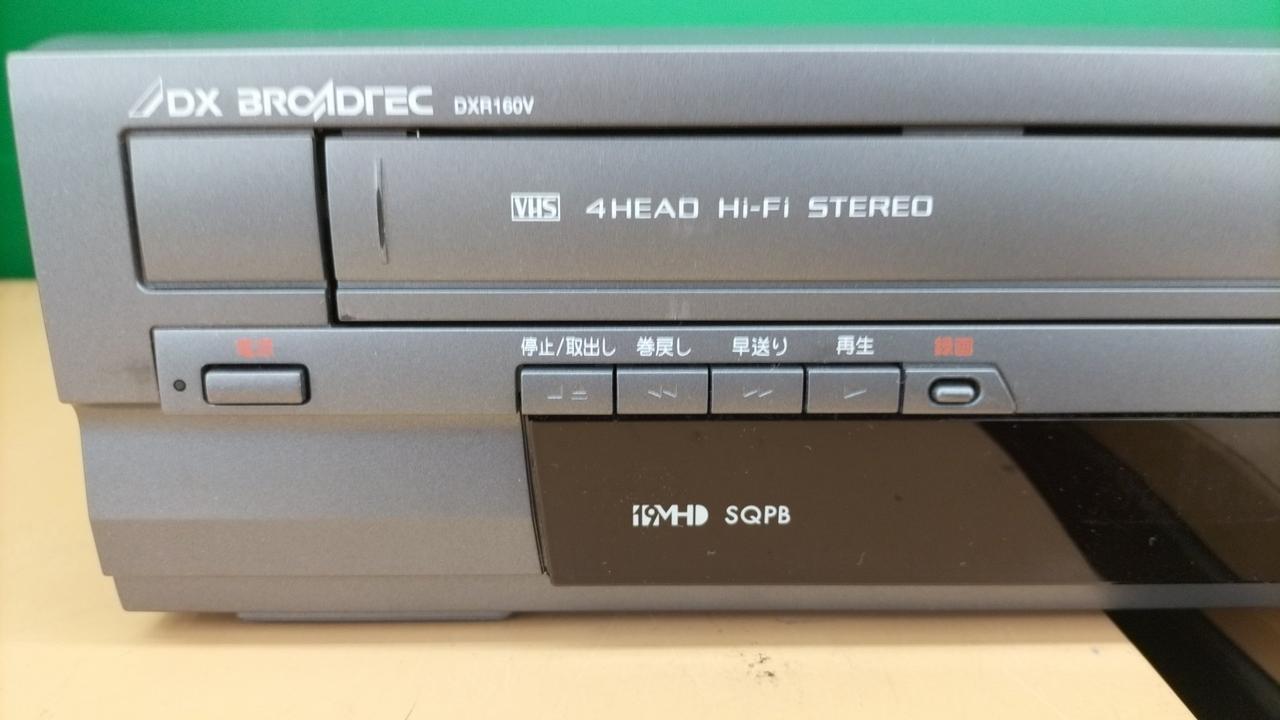 DX BROADTEC DXR160V
VHS 4HEAD Hi-Fi STEREO
電源
停止/取出し 巻戻し 早送り 再生 録画
19MHD SQPB